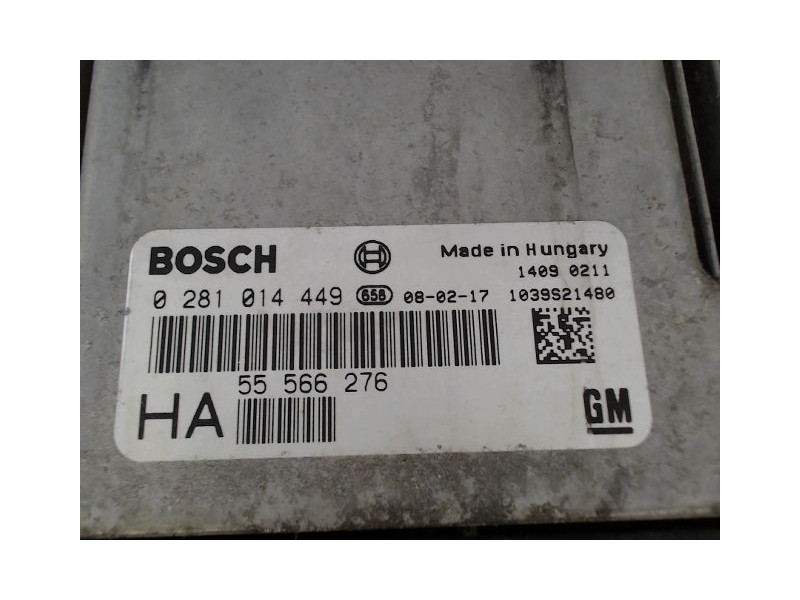 BOSCH
Made in Hungary
1409 0211
0 281 014 449 658 08-02-17 1039S21480
55 566 276
HA
GM